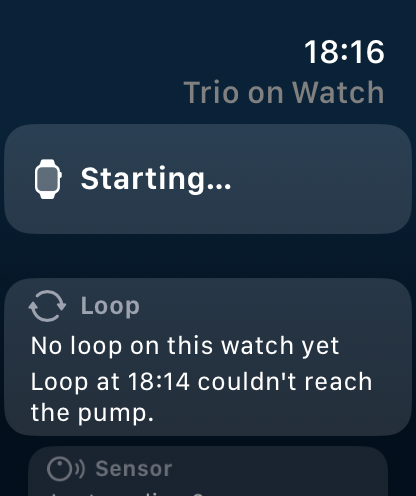 18:16
Trio on Watch
Starting...
Loop
No loop on this watch yet
Loop at 18:14 couldn't reach
the pump.
Sensor